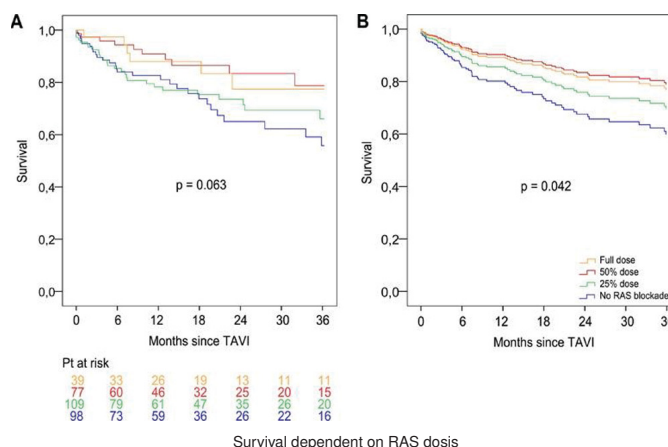 A
B
1,0
0,8
0,6
0,4
0,2
0,0
Survival
p = 0.063
0 6 12 18 24 30 36
Months since TAVI
1,0
0,8
0,6
0,4
0,2
0,0
Survival
p = 0.042
Full dose
50% dose
25% dose
No RAS blockade
0 6 12 18 24 30 36
Months since TAVI
Pt at risk
39 33 26 19 13 11 11
77 60 46 32 25 20 15
109 79 61 47 35 26 20
98 73 59 36 26 22 16
Survival dependent on RAS dosis